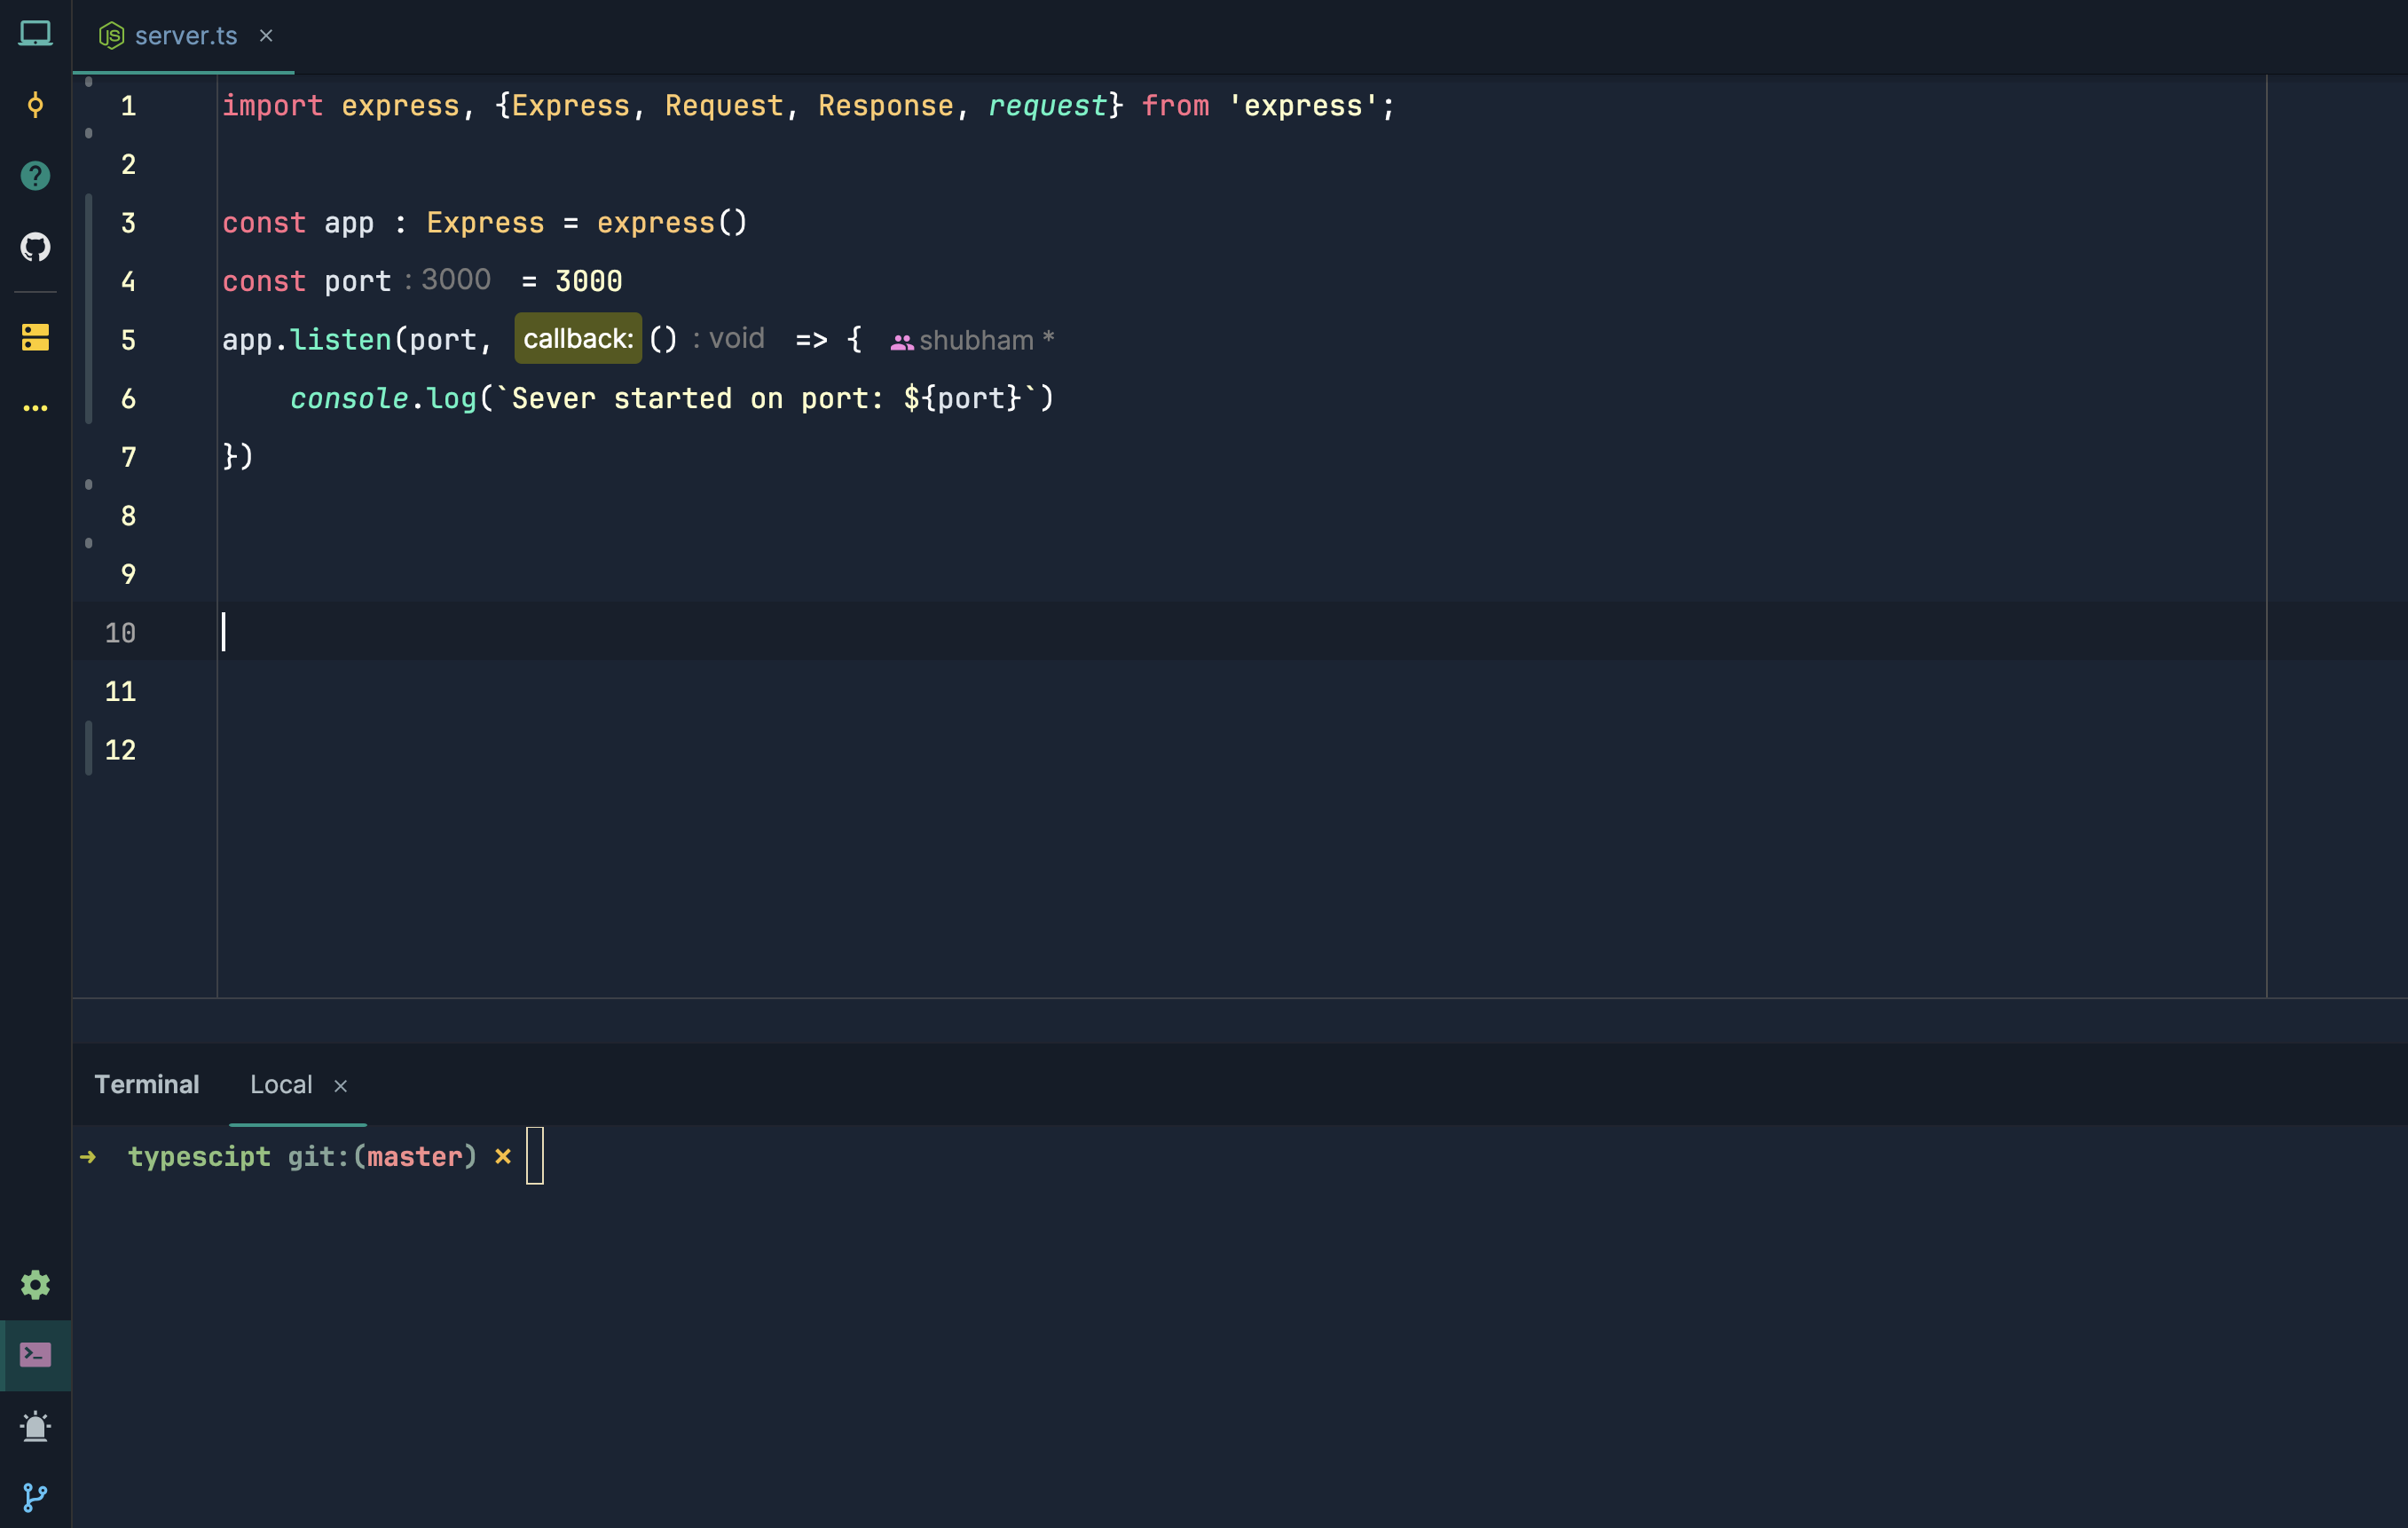 JS server.ts ×
1 import express, {Express, Request, Response, request} from 'express';
2
3 const app : Express = express()
4 const port : 3000 = 3000
5 app.listen(port, callback: () : void => { shubham *
6 console.log(`Sever started on port: ${port}`)
7 })
8
9
10
11
12
Terminal Local ×
➜ typescipt git:(master) ×